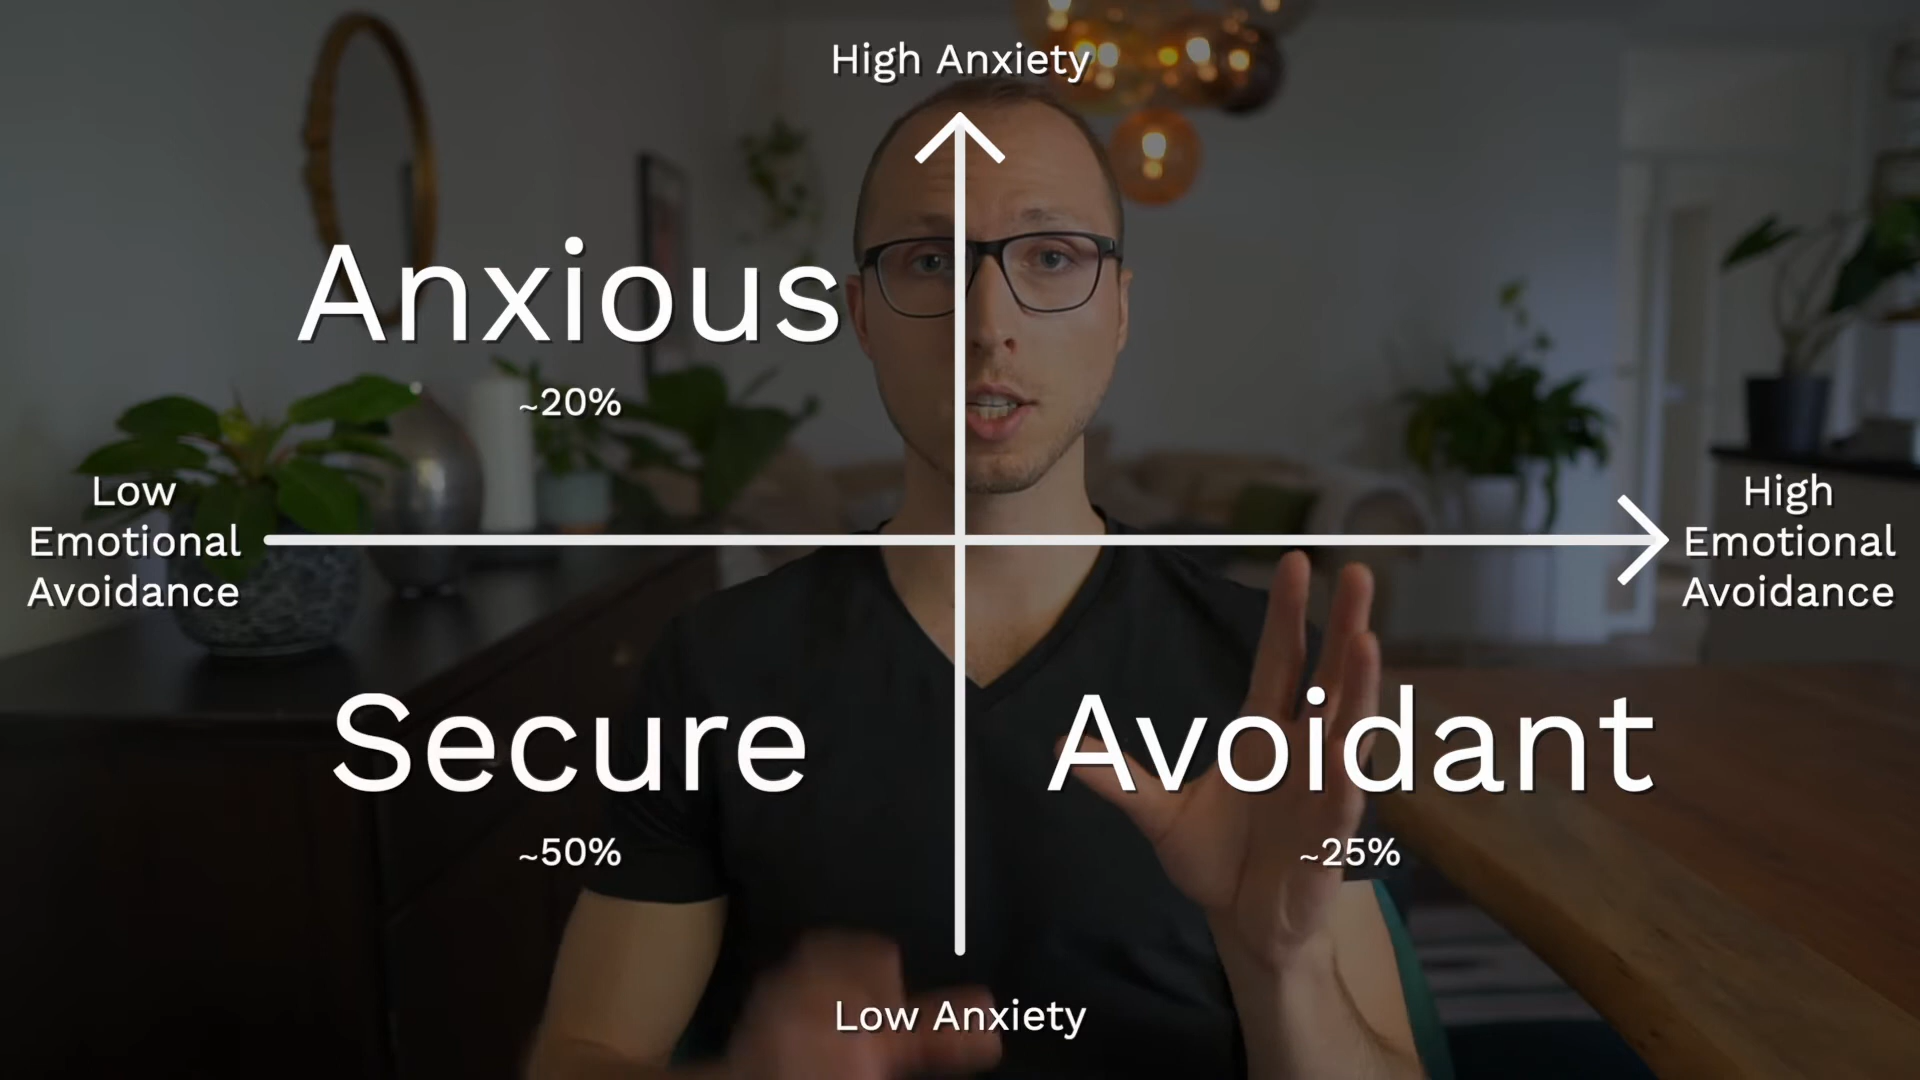 High Anxiety
Anxious
~20%
Low
Emotional
Avoidance
High
Emotional
Avoidance
Secure
~50%
Avoidant
~25%
Low Anxiety